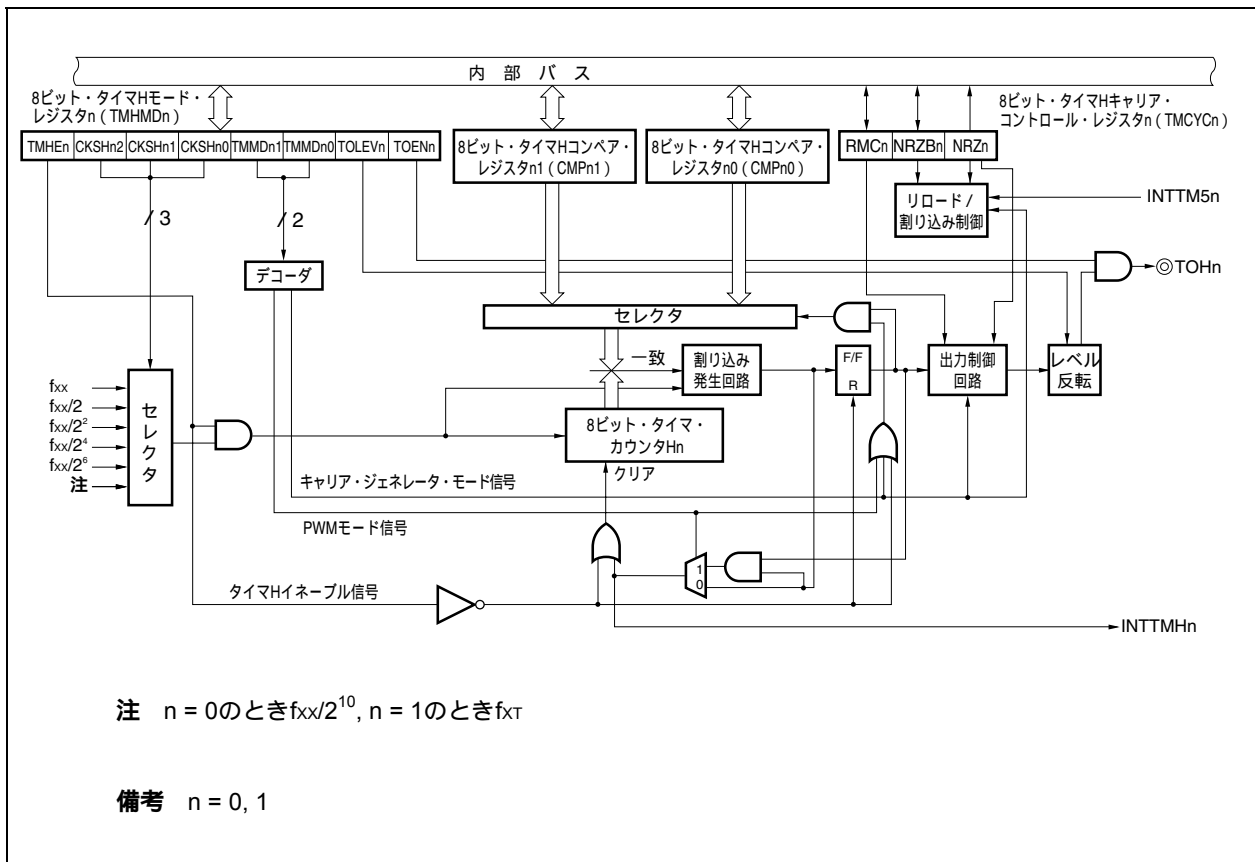 内 部 バ ス
8ビット・タイマHモード・
レジスタn(TMHMDn)
TMHEn CKSHn2 CKSHn1 CKSHn0 TMMDn1 TMMDn0 TOLEVn TOENn
8ビット・タイマHコンペア・
レジスタn1(CMPn1)
8ビット・タイマHコンペア・
レジスタn0(CMPn0)
8ビット・タイマHキャリア・
コントロール・レジスタn(TMCYCn)
RMCn NRZBn NRZn
リロード/
割り込み制御
INTTM5n
/ 3
/ 2
デコーダ
TOHn
セレクタ
一致
割り込み
発生回路
F/F
R
出力制御
回路
レベル
反転
fxx
fxx/2
fxx/2²
fxx/2⁴
fxx/2⁶
注
セレクタ
8ビット・タイマ・
カウンタHn
クリア
キャリア・ジェネレータ・モード信号
PWMモード信号
1
0
タイマHイネーブル信号
INTTMHn
注 n = 0のときfxx/2¹⁰, n = 1のときfXT
備考 n = 0, 1